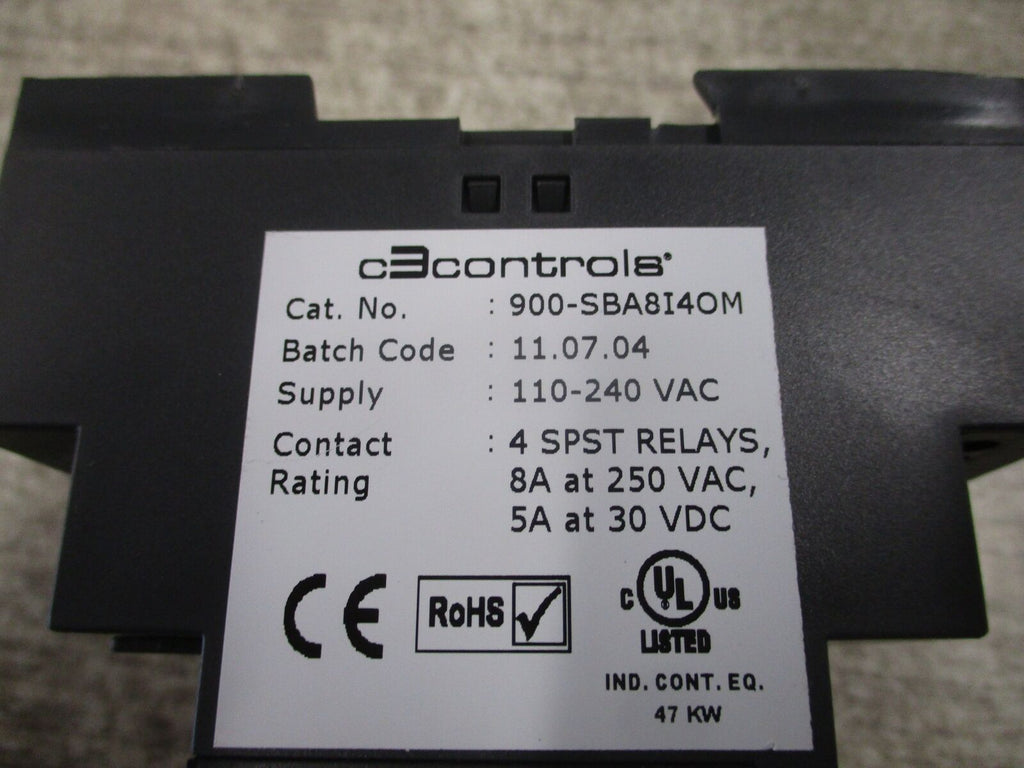 c3controls®
Cat. No. : 900-SBA8I4OM
Batch Code : 11.07.04
Supply : 110-240 VAC
Contact : 4 SPST RELAYS,
Rating 8A at 250 VAC,
5A at 30 VDC
CE RoHS C UL US
LISTED
IND. CONT. EQ.
47 KW